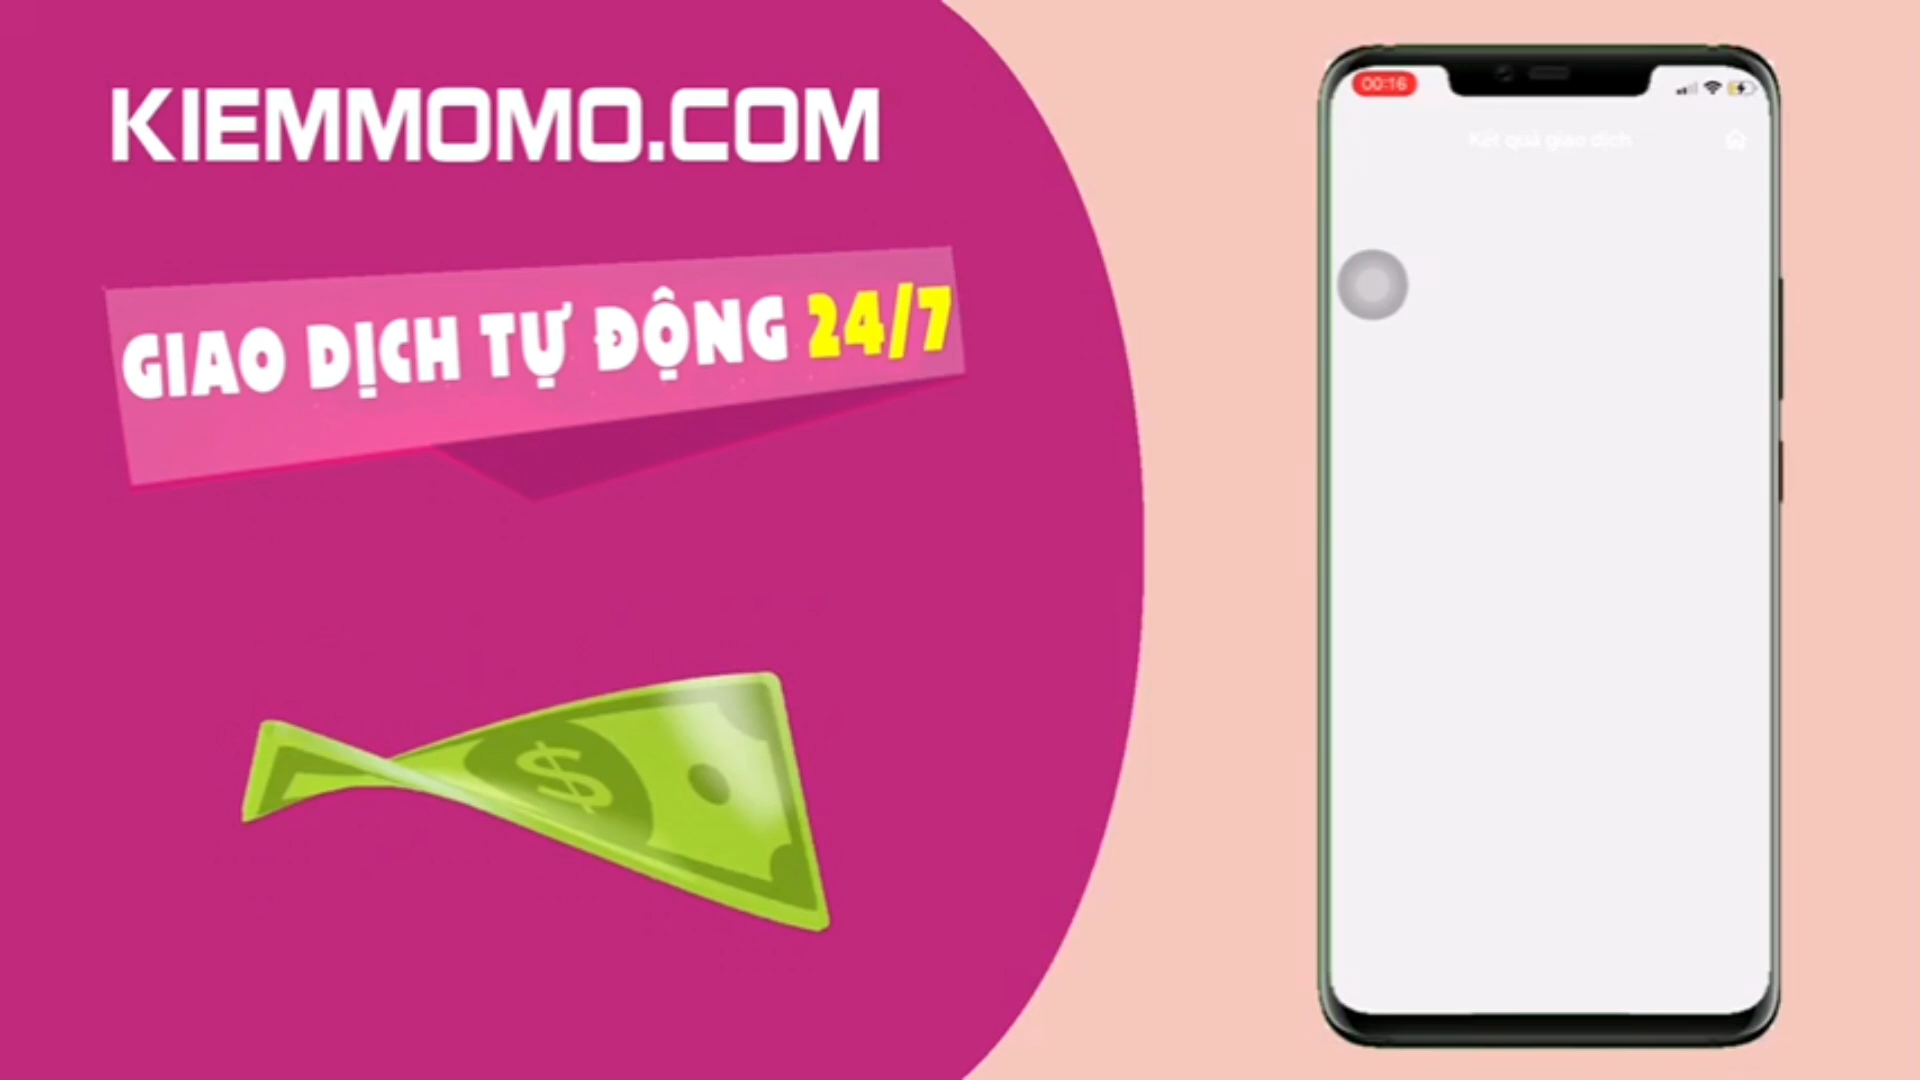 KIEMMOMO.COM
GIAO DỊCH TỰ ĐỘNG 24/7
$
00:16
Kết quả giao dịch